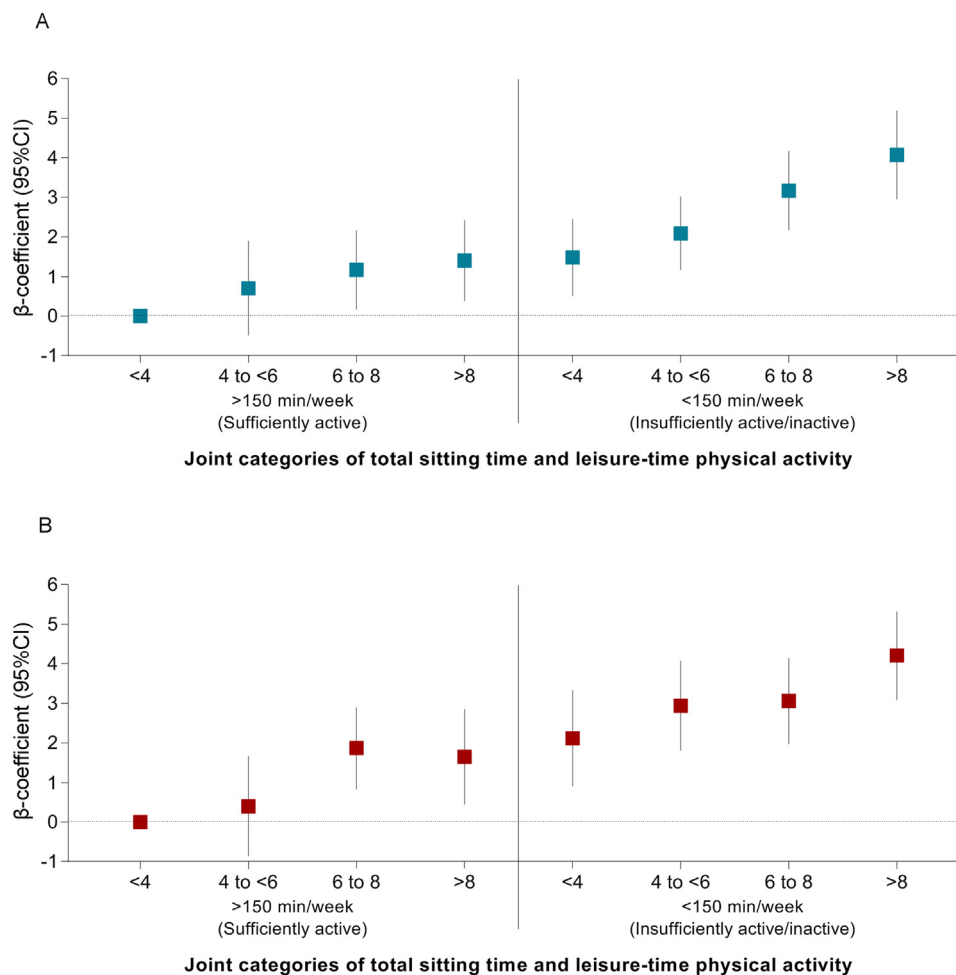 A
6
5
4
3
2
1
0
-1
β-coefficient (95%CI)
<4 4 to <6 6 to 8 >8 <4 4 to <6 6 to 8 >8
>150 min/week <150 min/week
(Sufficiently active) (Insufficiently active/inactive)
Joint categories of total sitting time and leisure-time physical activity
B
6
5
4
3
2
1
0
-1
β-coefficient (95%CI)
<4 4 to <6 6 to 8 >8 <4 4 to <6 6 to 8 >8
>150 min/week <150 min/week
(Sufficiently active) (Insufficiently active/inactive)
Joint categories of total sitting time and leisure-time physical activity